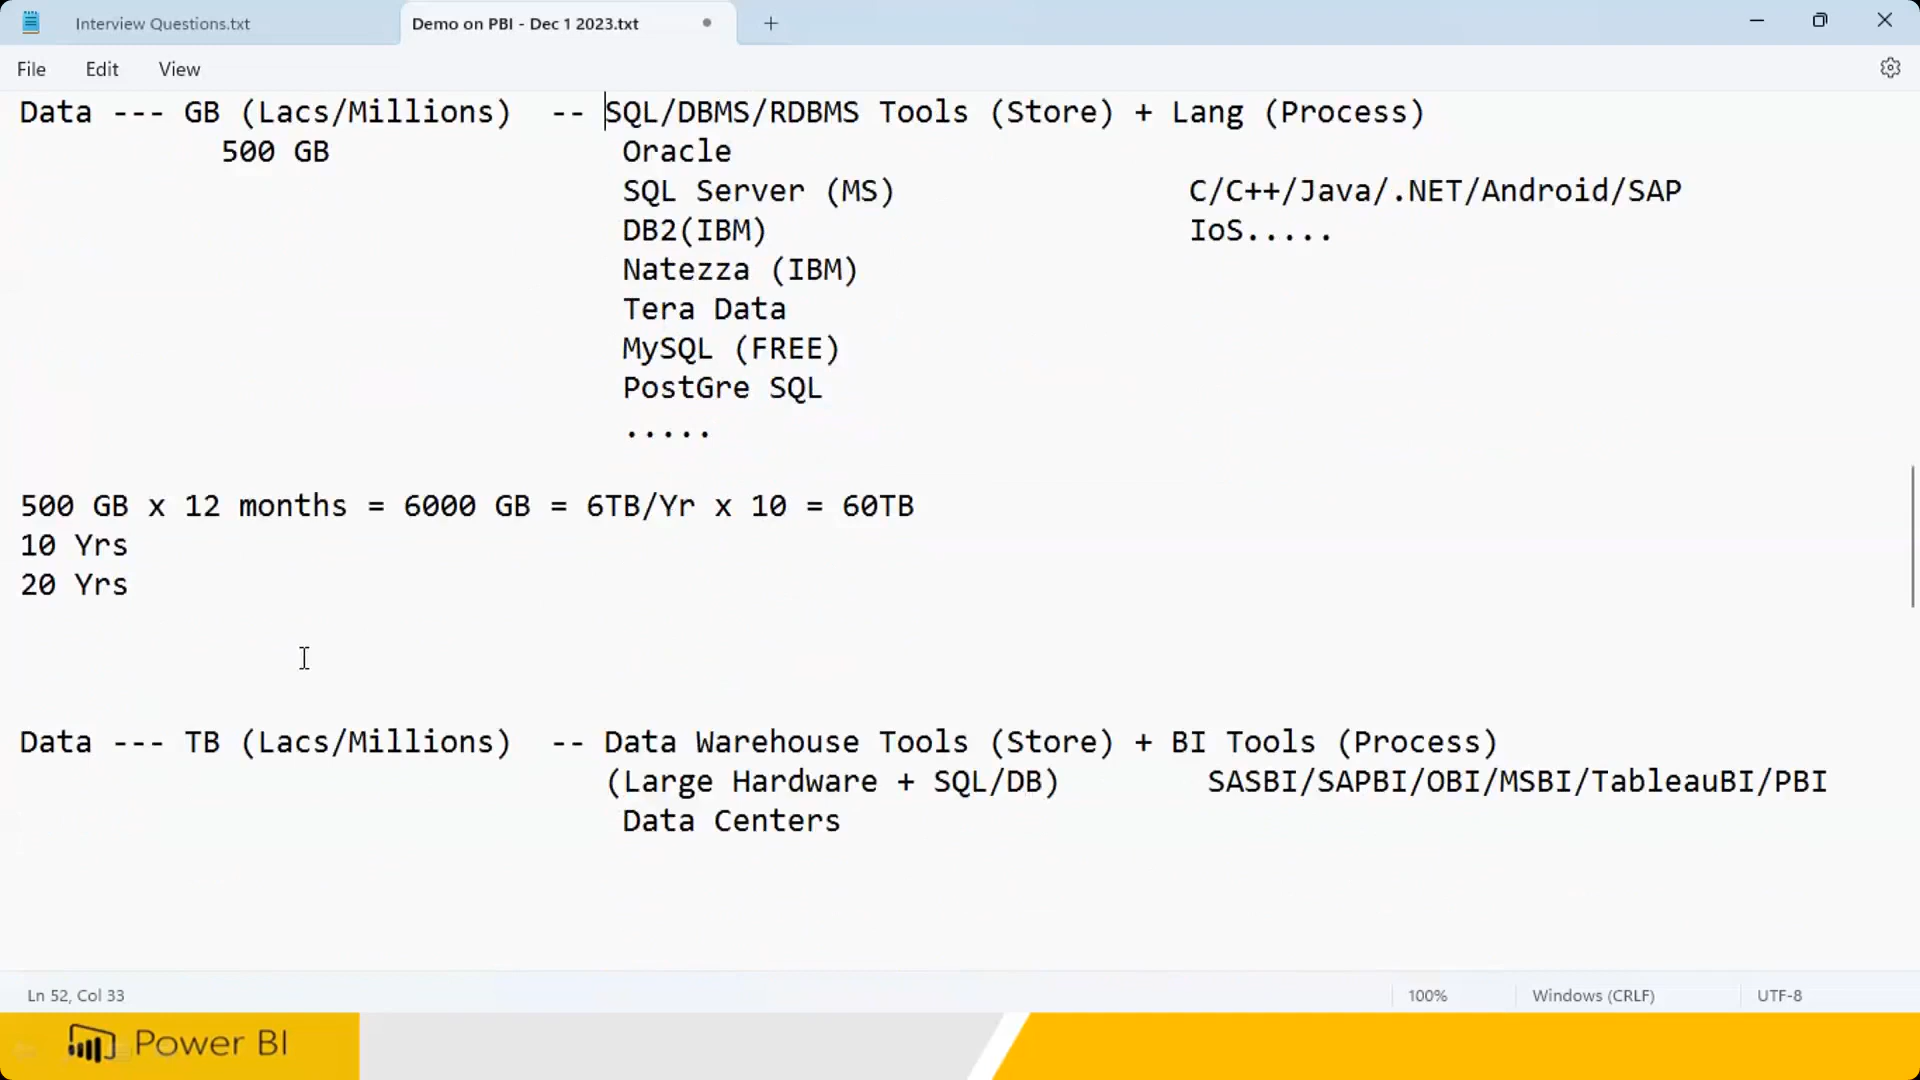 Interview Questions.txt
Demo on PBI - Dec 1 2023.txt
File Edit View
Data --- GB (Lacs/Millions) -- SQL/DBMS/RDBMS Tools (Store) + Lang (Process)
500 GB Oracle
SQL Server (MS) C/C++/Java/.NET/Android/SAP
DB2(IBM) IoS.....
Natezza (IBM)
Tera Data
MySQL (FREE)
PostGre SQL
.....
500 GB x 12 months = 6000 GB = 6TB/Yr x 10 = 60TB
10 Yrs
20 Yrs
Data --- TB (Lacs/Millions) -- Data Warehouse Tools (Store) + BI Tools (Process)
(Large Hardware + SQL/DB) SASBI/SAPBI/OBI/MSBI/TableauBI/PBI
Data Centers
Ln 52, Col 33 100% Windows (CRLF) UTF-8
Power BI